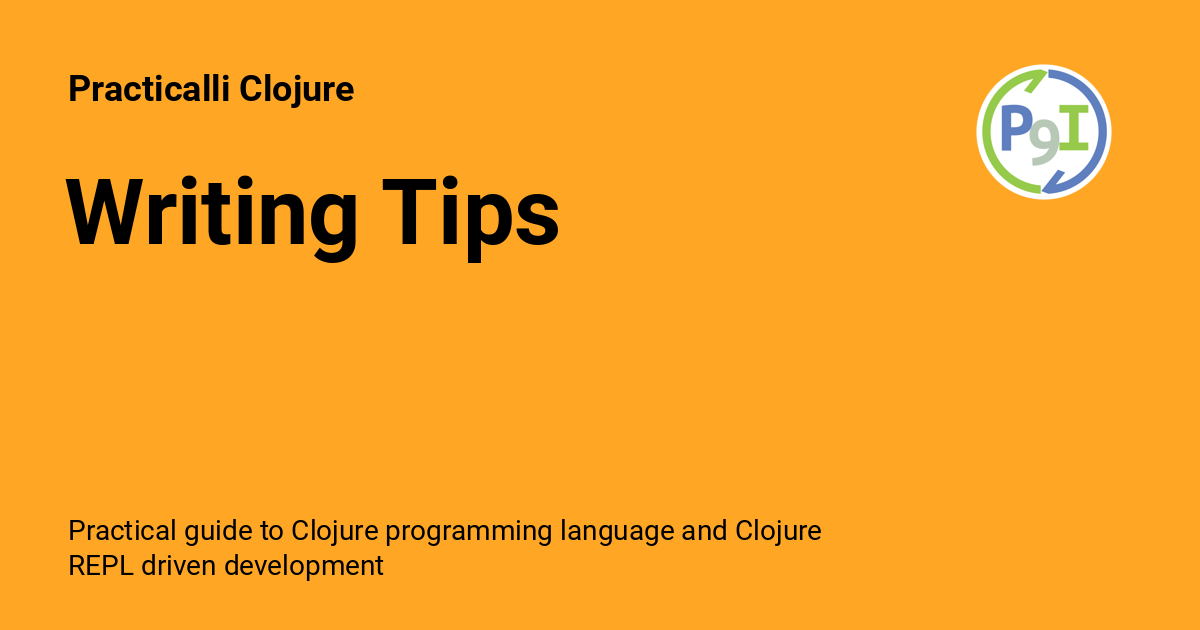 Practicalli Clojure
P9I
Writing Tips
Practical guide to Clojure programming language and Clojure
REPL driven development